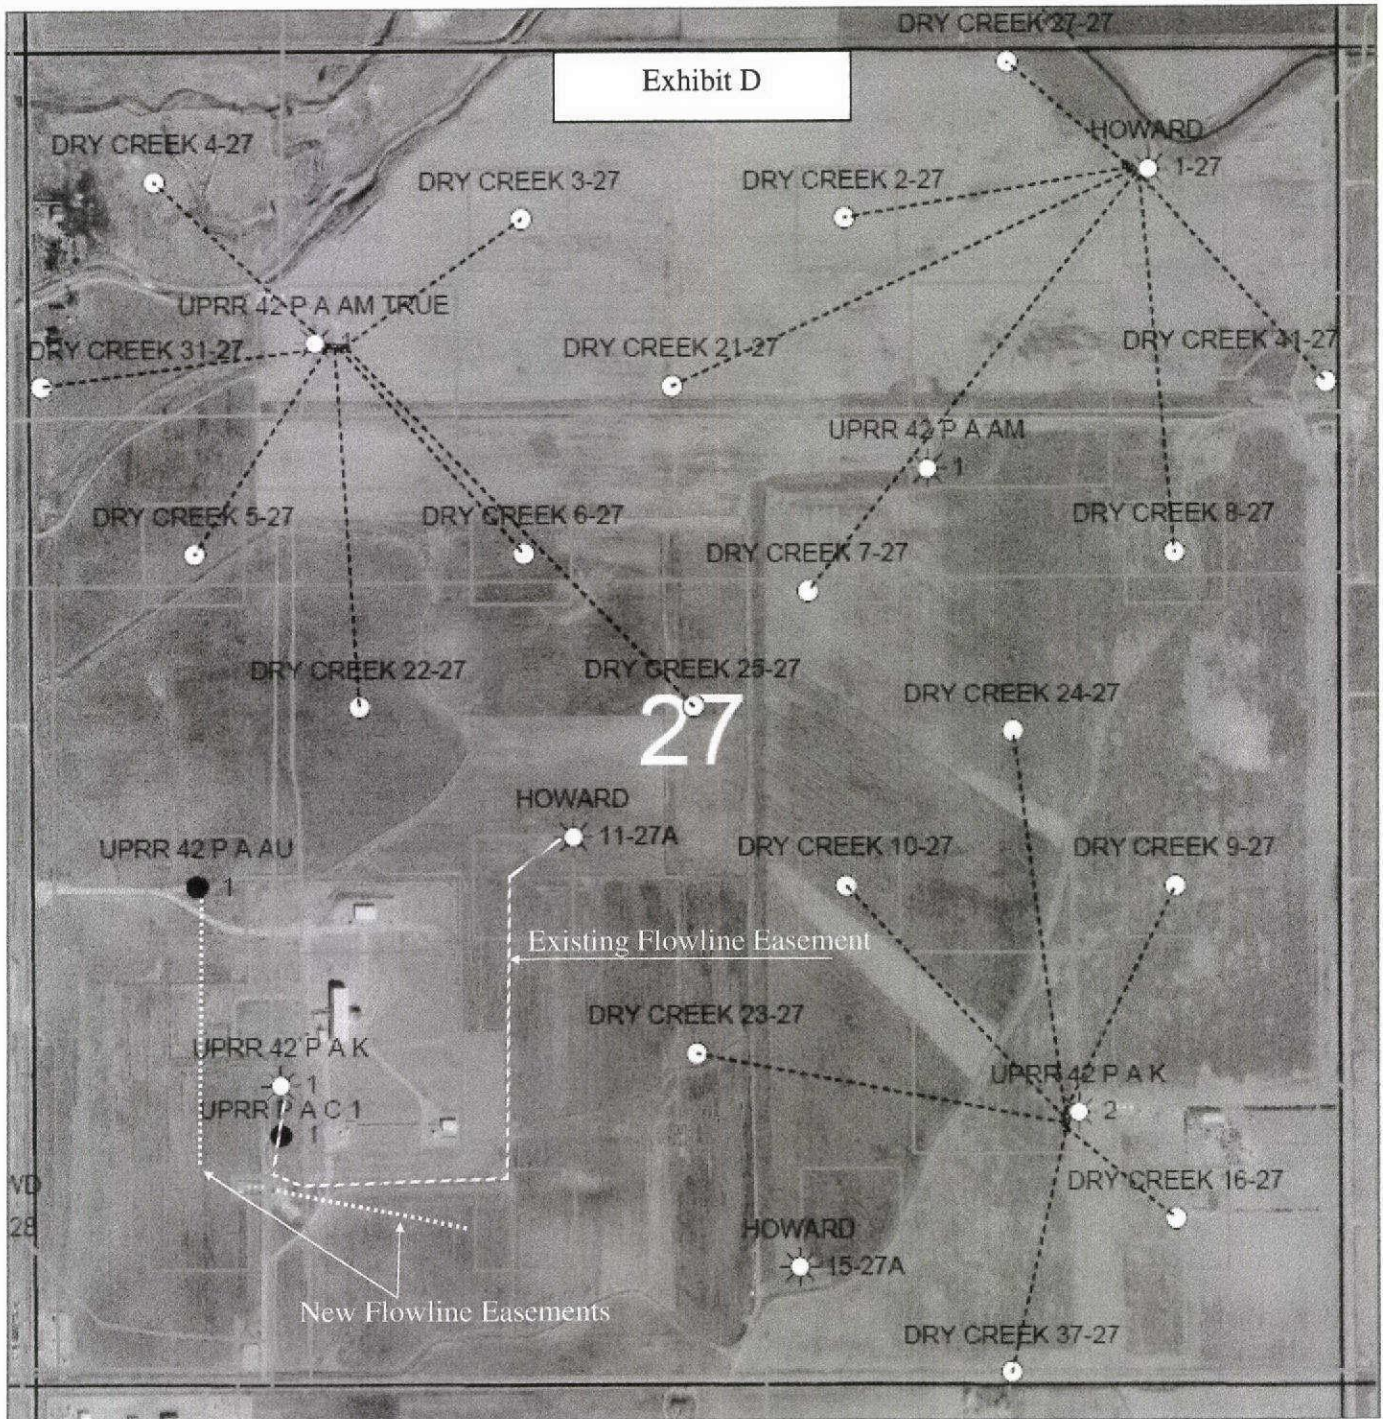 DRY CREEK 27-27
Exhibit D
HOWARD
1-27
DRY CREEK 4-27
DRY CREEK 3-27
DRY CREEK 2-27
UPRR 42 P A AM TRUE
1
DRY CREEK 31-27
DRY CREEK 21-27
DRY CREEK 41-27
UPRR 42 P A AM
1
DRY CREEK 5-27
DRY CREEK 6-27
DRY CREEK 7-27
DRY CREEK 8-27
DRY CREEK 22-27
DRY CREEK 25-27
27
DRY CREEK 24-27
HOWARD
11-27A
UPRR 42 P A AU
1
DRY CREEK 10-27
DRY CREEK 9-27
Existing Flowline Easement
DRY CREEK 23-27
UPRR 42 P A K
1
UPRR P A C 1
1
UPRR 42 P A K
2
DRY CREEK 16-27
VD
28
HOWARD
15-27A
New Flowline Easements
DRY CREEK 37-27